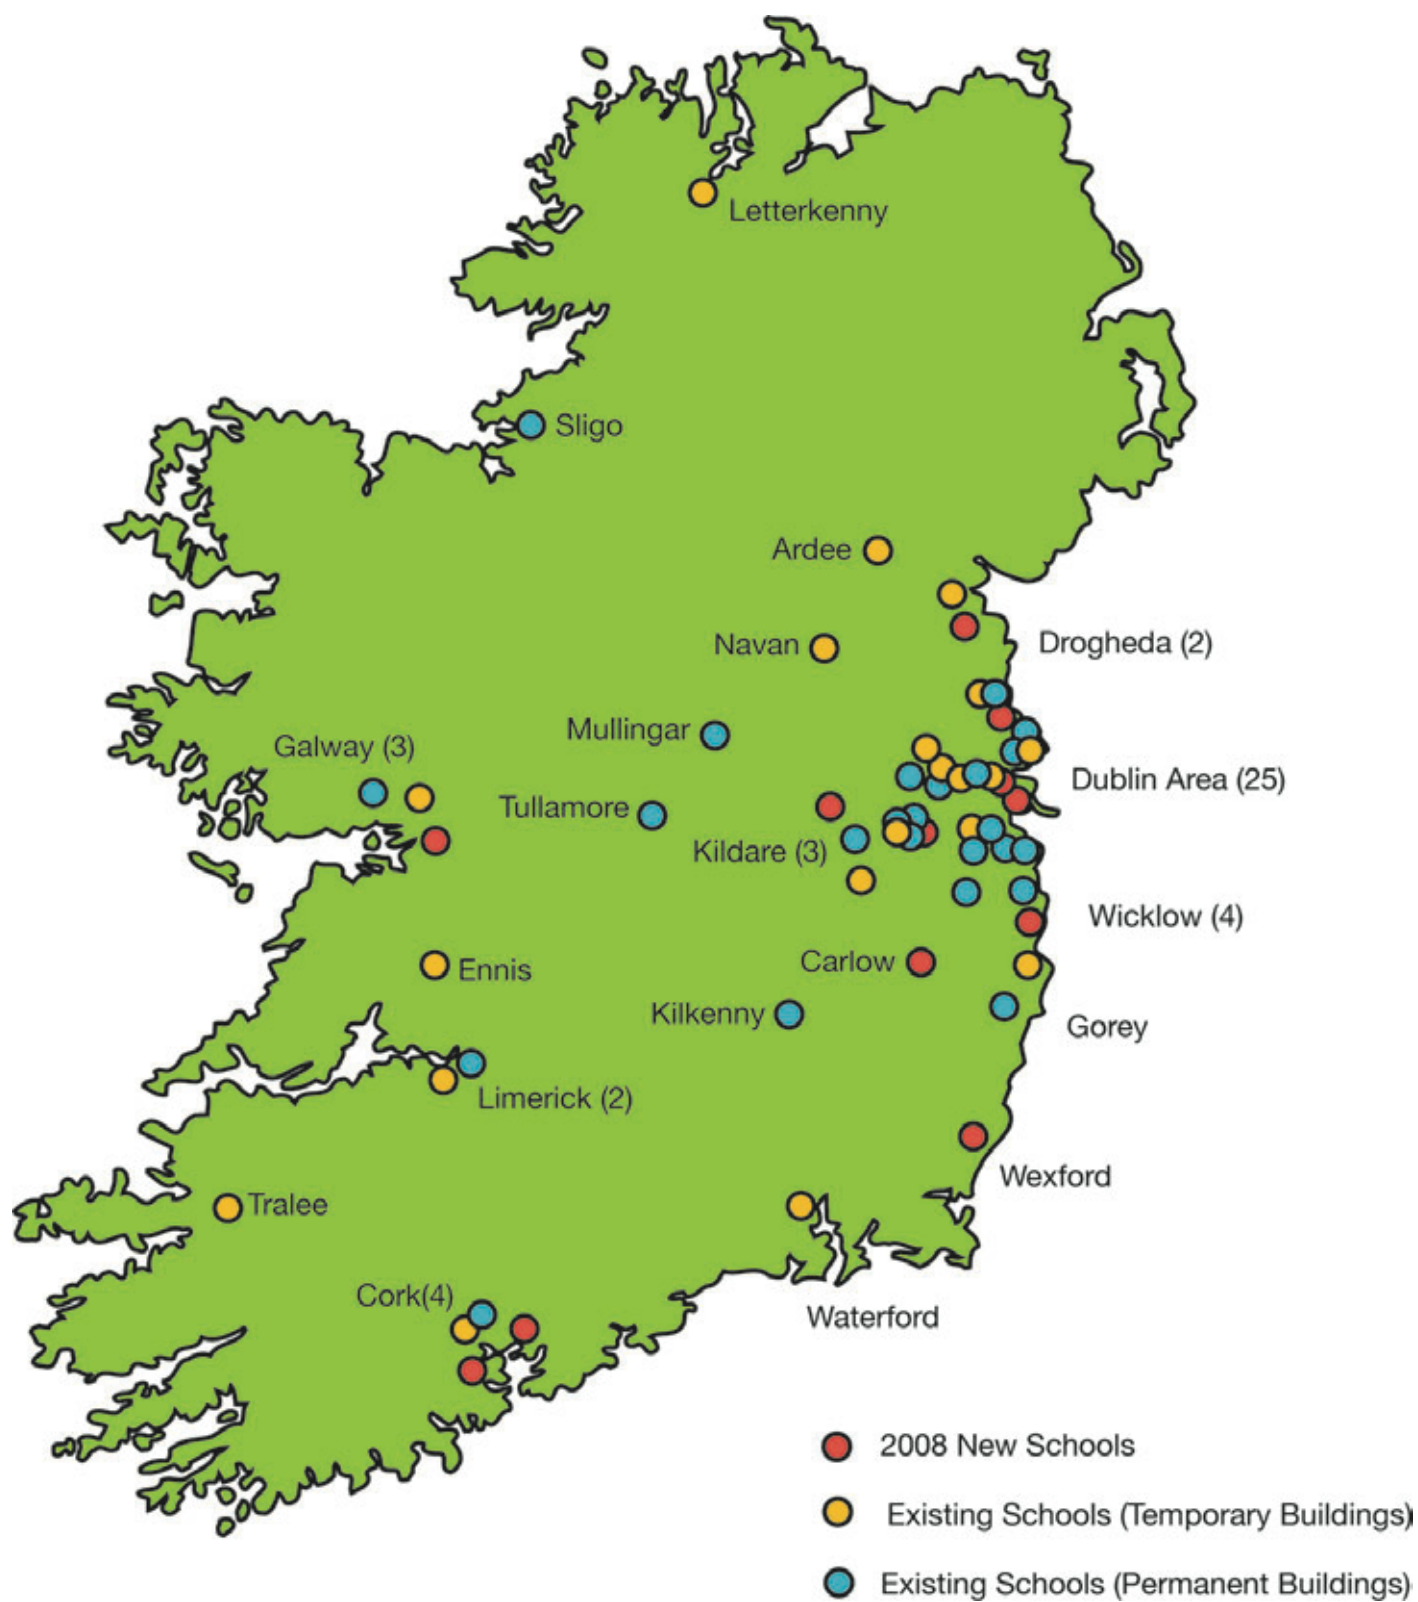 Letterkenny
Sligo
Ardee
Navan
Drogheda (2)
Mullingar
Galway (3)
Dublin Area (25)
Tullamore
Kildare (3)
Wicklow (4)
Carlow
Ennis
Kilkenny
Gorey
Limerick (2)
Wexford
Tralee
Cork(4)
Waterford
2008 New Schools
Existing Schools (Temporary Buildings)
Existing Schools (Permanent Buildings)